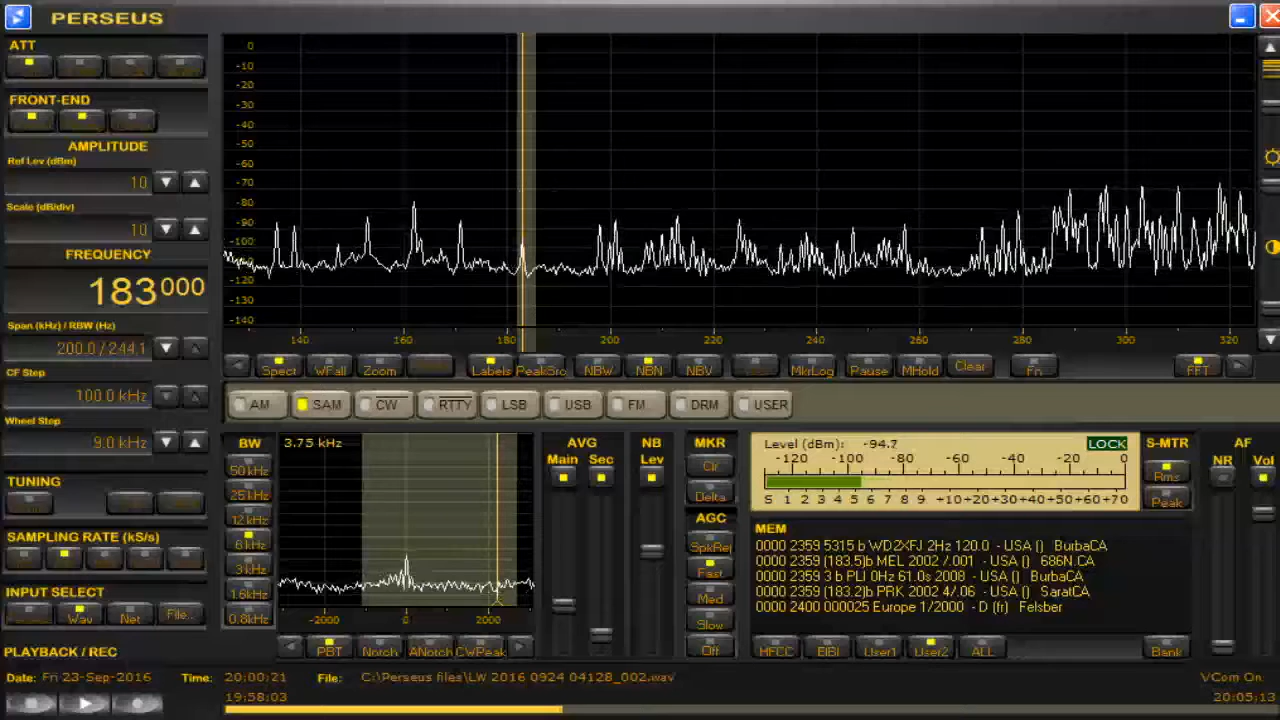 PERSEUS
ATT
FRONT-END
AMPLITUDE
Ref Lev (dBm)
10
Scale (dB/div)
10
FREQUENCY
183 000
Span (kHz) / RBW (Hz)
200.0 / 244.1
CF Step
100.0 kHz
Wheel Step
9.0 kHz
TUNING
SAMPLING RATE (kS/s)
INPUT SELECT
Wav Net File..
PLAYBACK / REC
0
-10
-20
-30
-40
-50
-60
-70
-80
-90
-100
-110
-120
-130
-140
140 160 180 200 220 240 260 280 300 320
Spect WFall Zoom Labels PeakSrc NBW NBN NBV MkrLog Pause MHold Clear Fn FFT
AM SAM CW RTTY LSB USB FM DRM USER
BW
50 kHz
25 kHz
12 kHz
6 kHz
3 kHz
1.6kHz
0.8kHz
3.75 kHz
-2000 0 2000
PBT Notch ANotch CWPeak
AVG
Main Sec
NB
Lev
MKR
Clr
Delta
AGC
SpkRej
Fast
Med
Slow
Off
Level (dBm): -94.7 LOCK
-120 -100 -80 -60 -40 -20 0
S 1 2 3 4 5 6 7 8 9 +10+20+30+40+50+60+70
S-MTR
Rms
Peak
AF
NR Vol
MEM
0000 2359 5315 b WD2XFJ 2Hz 120.0 - USA () BurbaCA
0000 2359 (183.5)b MEL 2002 /.001 - USA () 686N.CA
0000 2359 3 b PLI 0Hz 61.0s 2008 - USA () BurbaCA
0000 2359 (183.2)b PRK 2002 4/.06 - USA () SaratCA
0000 2400 000025 Europe 1/2000 - D (fr) Felsber
HFCC EIBI User1 User2 ALL Bank
Date: Fri 23-Sep-2016 Time: 20:00:21 File: C:\Perseus files\LW 2016 0924 04128_002.wav VCom On
19:58:03 20:05:13